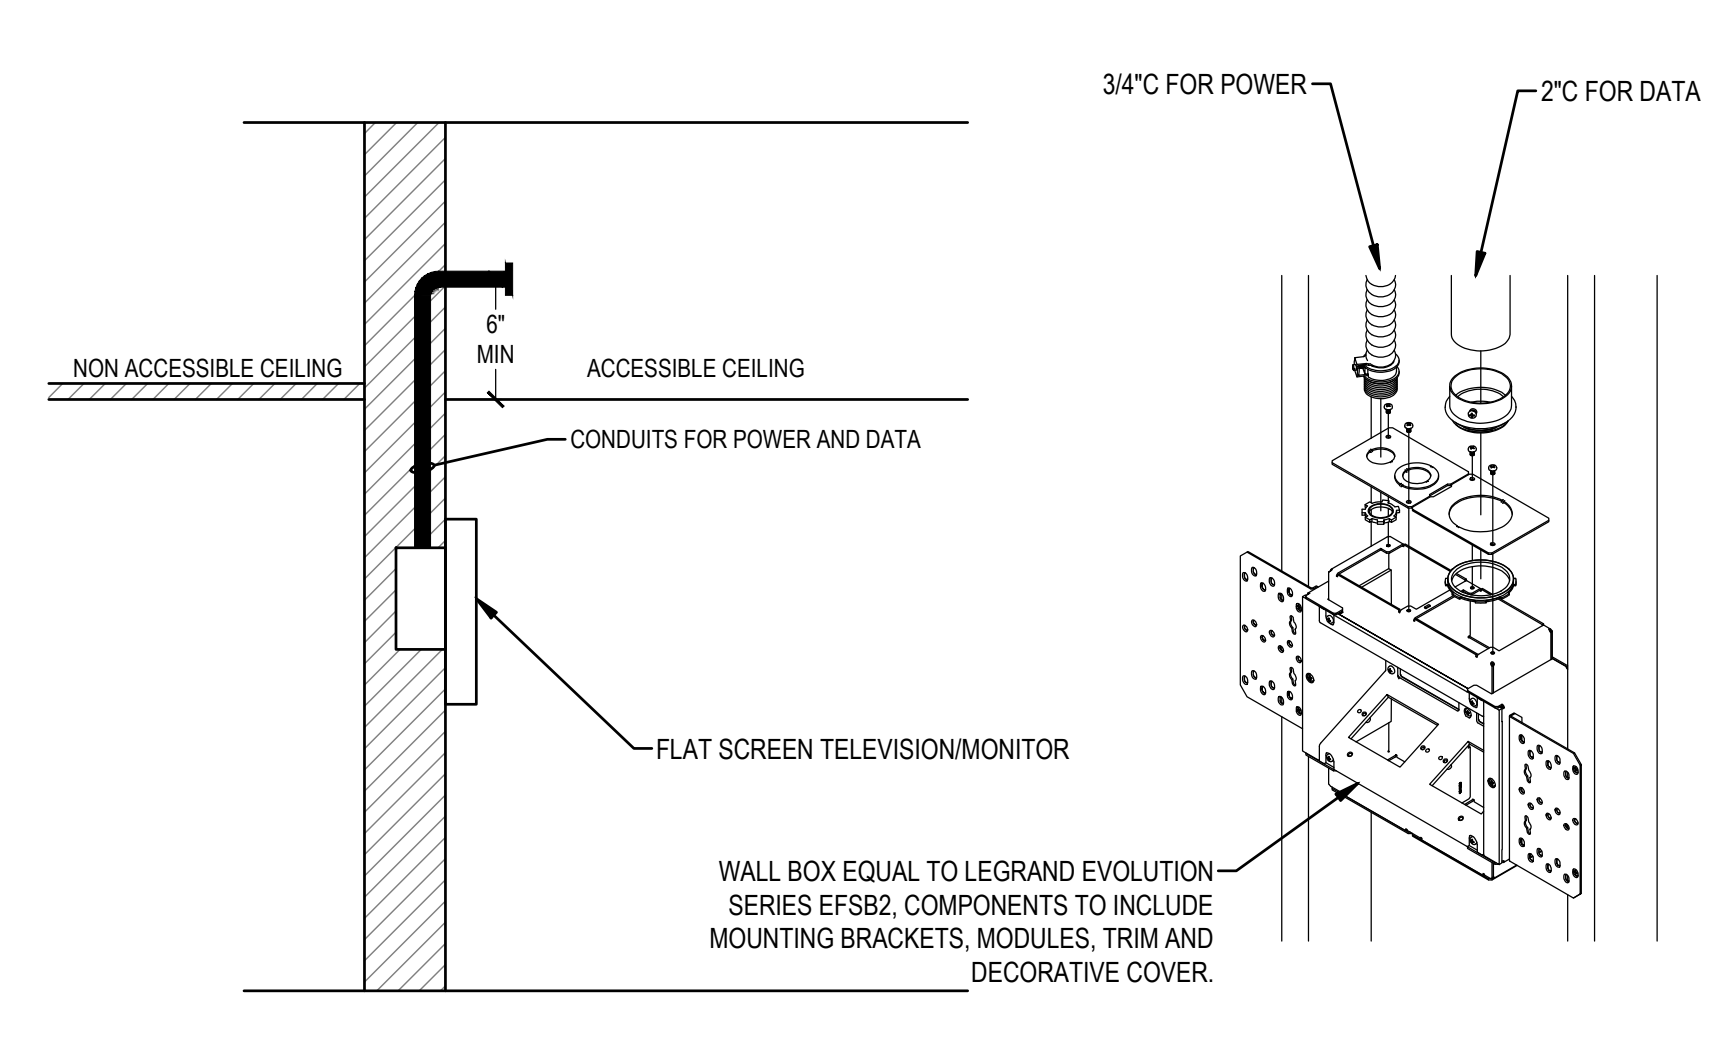 3/4"C FOR POWER
2"C FOR DATA
6"
MIN
NON ACCESSIBLE CEILING
ACCESSIBLE CEILING
CONDUITS FOR POWER AND DATA
FLAT SCREEN TELEVISION/MONITOR
WALL BOX EQUAL TO LEGRAND EVOLUTION
SERIES EFSB2, COMPONENTS TO INCLUDE
MOUNTING BRACKETS, MODULES, TRIM AND
DECORATIVE COVER.